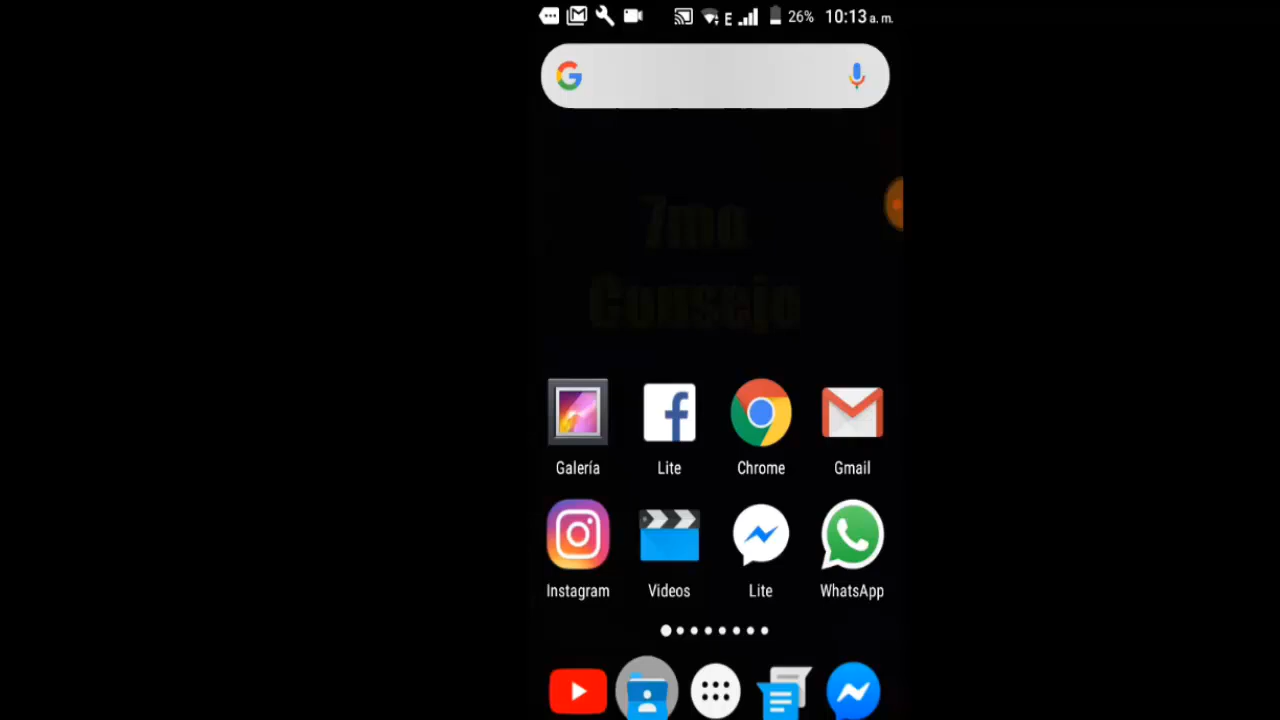 E 26% 10:13 a. m.
7mo
Consejo
Galería Lite Chrome Gmail
Instagram Videos Lite WhatsApp